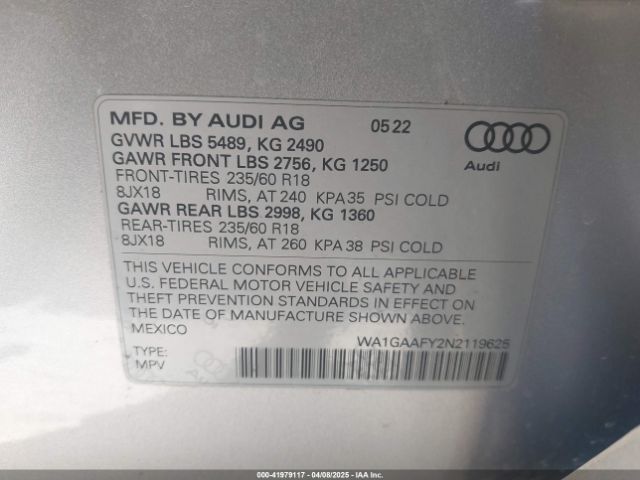 MFD. BY AUDI AG 05 22
GVWR LBS 5489, KG 2490
GAWR FRONT LBS 2756, KG 1250
FRONT-TIRES 235/60 R18
8JX18 RIMS, AT 240 KPA 35 PSI COLD
GAWR REAR LBS 2998, KG 1360
REAR-TIRES 235/60 R18
8JX18 RIMS, AT 260 KPA 38 PSI COLD
Audi
THIS VEHICLE CONFORMS TO ALL APPLICABLE
U.S. FEDERAL MOTOR VEHICLE SAFETY AND
THEFT PREVENTION STANDARDS IN EFFECT ON
THE DATE OF MANUFACTURE SHOWN ABOVE.
MEXICO
WA1GAAFY2N2119625
TYPE:
MPV
000-41979117 - 04/08/2025 - IAAI.COM